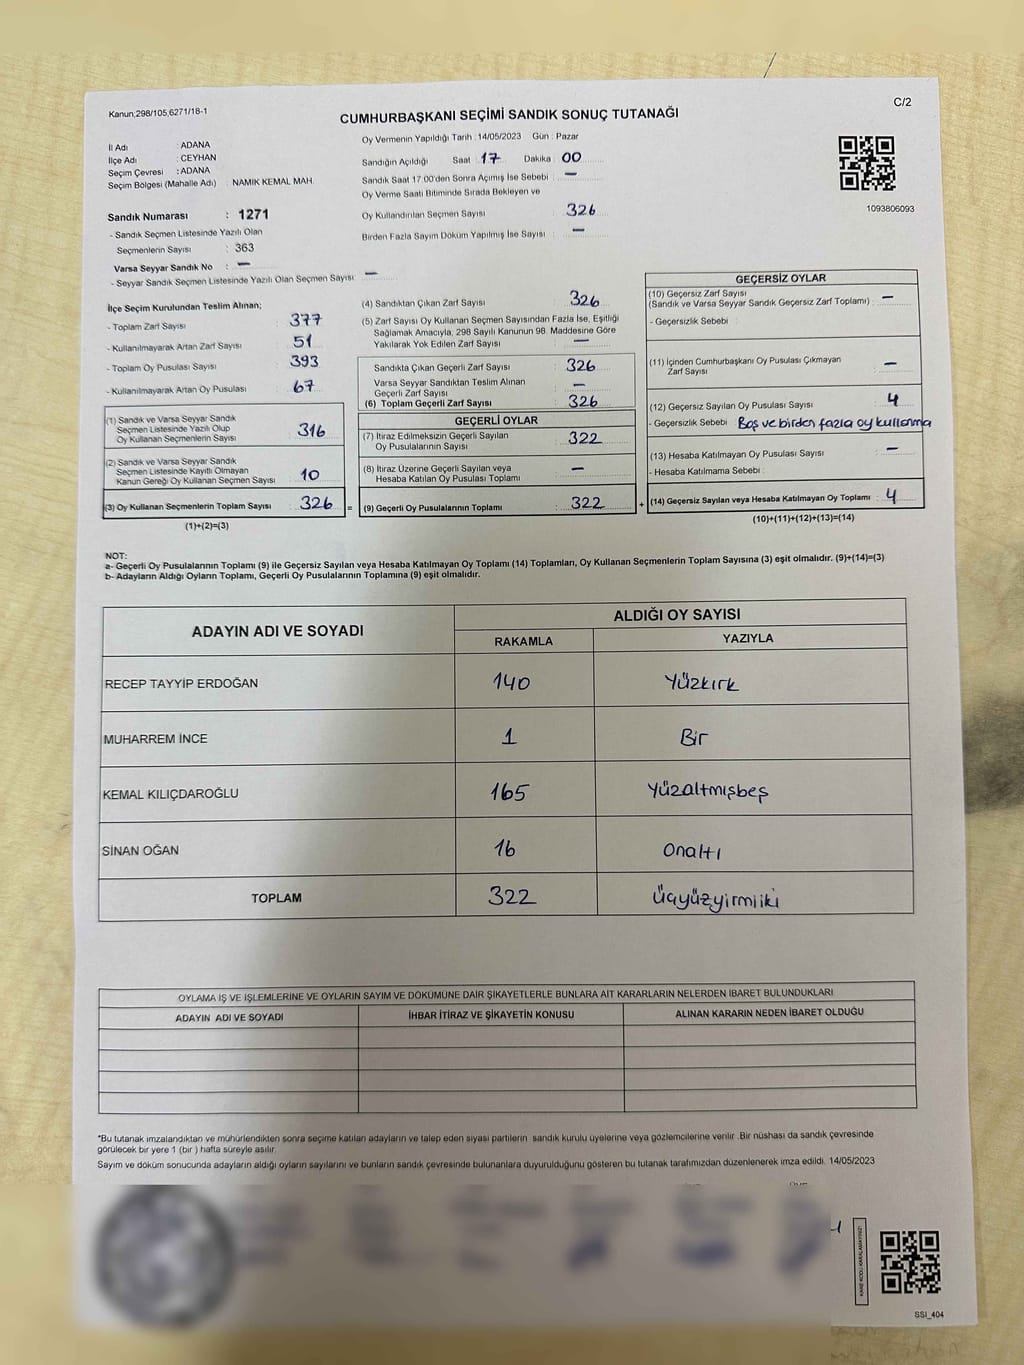 Kanun,298/105,6271/18-1
C/2
CUMHURBAŞKANI SEÇİMİ SANDIK SONUÇ TUTANAĞI
İl Adı : ADANA
İlçe Adı : CEYHAN
Seçim Çevresi : ADANA
Seçim Bölgesi (Mahalle Adı) : NAMIK KEMAL MAH.
Sandık Numarası : 1271
- Sandık Seçmen Listesinde Yazılı Olan
Seçmenlerin Sayısı : 363
Varsa Seyyar Sandık No : —
- Seyyar Sandık Seçmen Listesinde Yazılı Olan Seçmen Sayısı: —
Oy Vermenin Yapıldığı Tarih : 14/05/2023 Gün : Pazar
Sandığın Açıldığı Saat 17 Dakika 00
Sandık Saat 17:00'den Sonra Açımış İse Sebebi : —
Oy Verme Saati Bitiminde Sırada Bekleyen ve
Oy Kullandırılan Seçmen Sayısı : 326
Birden Fazla Sayım Döküm Yapılmış İse Sayısı : —
1093806093
İlçe Seçim Kurulundan Teslim Alınan;
- Toplam Zarf Sayısı : 377
- Kullanılmayarak Artan Zarf Sayısı : 51
- Toplam Oy Pusulası Sayısı : 393
- Kullanılmayarak Artan Oy Pusulası : 67
(1) Sandık ve Varsa Seyyar Sandık
Seçmen Listesinde Yazılı Olup
Oy Kullanan Seçmenlerin Sayısı : 316
(2) Sandık ve Varsa Seyyar Sandık
Seçmen Listesinde Kayıtlı Olmayan
Kanun Gereği Oy Kullanan Seçmen Sayısı : 10
(3) Oy Kullanan Seçmenlerin Toplam Sayısı : 326 =
(1)+(2)=(3)
(4) Sandıktan Çıkan Zarf Sayısı : 326
(5) Zarf Sayısı Oy Kullanan Seçmen Sayısından Fazla İse, Eşitliği
Sağlamak Amacıyla, 298 Sayılı Kanunun 98. Maddesine Göre
Yakılarak Yok Edilen Zarf Sayısı : —
Sandıkta Çıkan Geçerli Zarf Sayısı : 326
Varsa Seyyar Sandıktan Teslim Alınan
Geçerli Zarf Sayısı : —
(6) Toplam Geçerli Zarf Sayısı : 326
GEÇERLİ OYLAR
(7) İtiraz Edilmeksizin Geçerli Sayılan
Oy Pusulalarının Sayısı : 322
(8) İtiraz Üzerine Geçerli Sayılan veya
Hesaba Katılan Oy Pusulası Toplamı : —
(9) Geçerli Oy Pusulalarının Toplamı : 322 +
GEÇERSİZ OYLAR
(10) Geçersiz Zarf Sayısı
(Sandık ve Varsa Seyyar Sandık Geçersiz Zarf Toplamı) : —
- Geçersizlik Sebebi :
(11) İçinden Cumhurbaşkanı Oy Pusulası Çıkmayan
Zarf Sayısı : —
(12) Geçersiz Sayılan Oy Pusulası Sayısı : 4
- Geçersizlik Sebebi : Boş ve birden fazla oy kullanma
(13) Hesaba Katılmayan Oy Pusulası Sayısı : —
- Hesaba Katılmama Sebebi :
(14) Geçersiz Sayılan veya Hesaba Katılmayan Oy Toplamı : 4
(10)+(11)+(12)+(13)=(14)
NOT:
a- Geçerli Oy Pusulalarının Toplamı (9) ile Geçersiz Sayılan veya Hesaba Katılmayan Oy Toplamı (14) Toplamları, Oy Kullanan Seçmenlerin Toplam Sayısına (3) eşit olmalıdır. (9)+(14)=(3)
b- Adayların Aldığı Oyların Toplamı, Geçerli Oy Pusulalarının Toplamına (9) eşit olmalıdır.
ADAYIN ADI VE SOYADI
ALDIĞI OY SAYISI
RAKAMLA YAZIYLA
RECEP TAYYİP ERDOĞAN 140 Yüzkırk
MUHARREM İNCE 1 Bir
KEMAL KILIÇDAROĞLU 165 Yüzaltmışbeş
SİNAN OĞAN 16 Onaltı
TOPLAM 322 Üçyüzyirmiiki
OYLAMA İŞ VE İŞLEMLERİNE VE OYLARIN SAYIM VE DÖKÜMÜNE DAİR ŞİKAYETLERLE BUNLARA AİT KARARLARIN NELERDEN İBARET BULUNDUKLARI
ADAYIN ADI VE SOYADI İHBAR İTİRAZ VE ŞİKAYETİN KONUSU ALINAN KARARIN NEDEN İBARET OLDUĞU
*Bu tutanak imzalandıktan ve mühürlendikten sonra seçime katılan adayların ve talep eden siyasi partilerin sandık kurulu üyelerine veya gözlemcilerine verilir .Bir nüshası da sandık çevresinde
görülecek bir yere 1 (bir ) hafta süreyle asılır.
Sayım ve döküm sonucunda adayların aldığı oyların sayılarını ve bunların sandık çevresinde bulunanlara duyurulduğunu gösteren bu tutanak tarafımızdan düzenlenerek imza edildi. 14/05/2023
KARE KODU KARALAMAYINIZ!
SSI_404